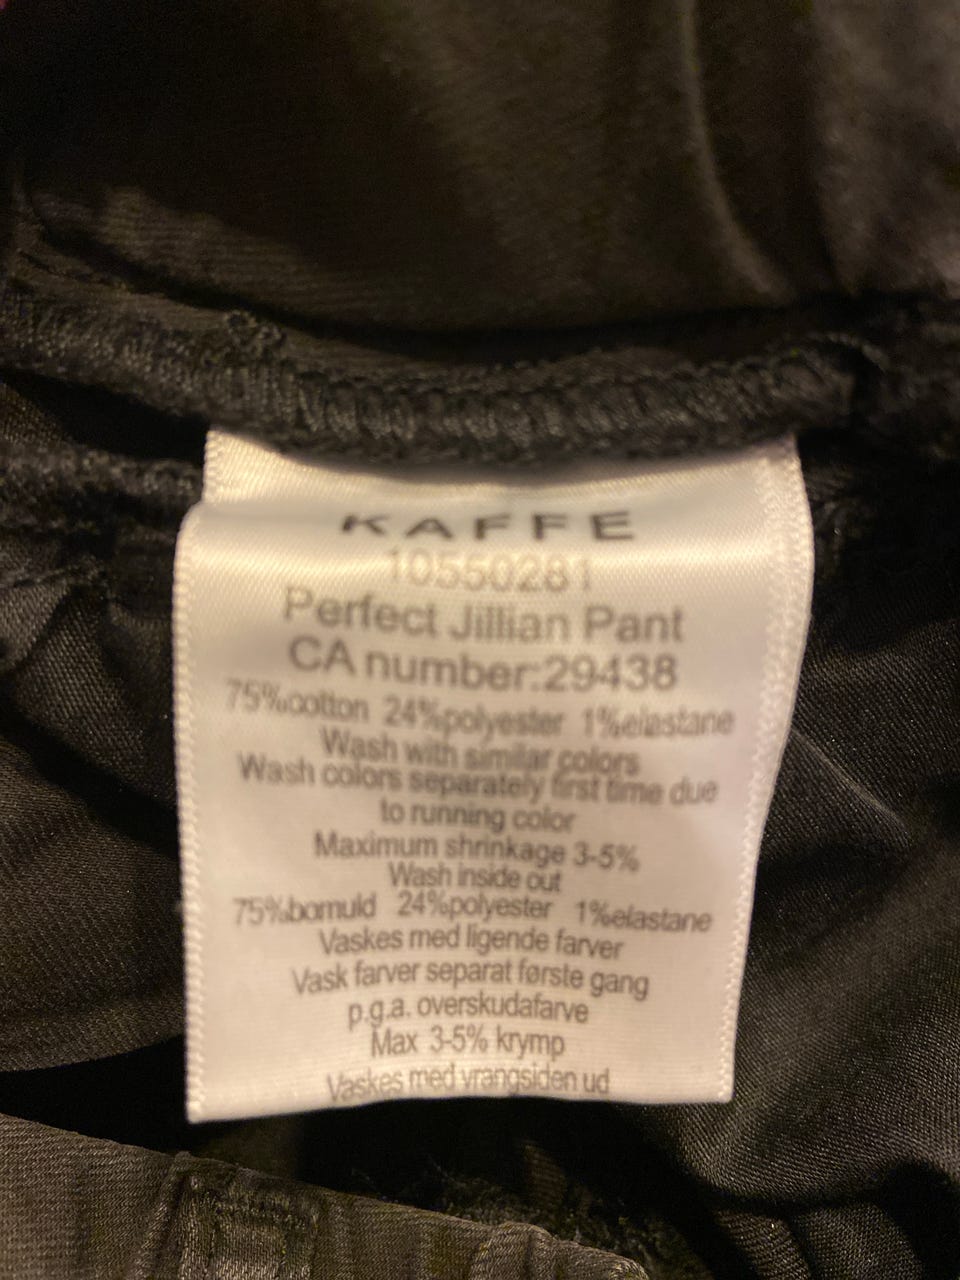 KAFFE
10550281
Perfect Jillian Pant
CA number:29438
75%cotton 24%polyester 1%elastane
Wash with similar colors
Wash colors separately first time due
to running color
Maximum shrinkage 3-5%
Wash inside out
75%bomuld 24%polyester 1%elastane
Vaskes med ligende farver
Vask farver separat første gang
p.g.a. overskudafarve
Max 3-5% krymp
Vaskes med vrangsiden ud